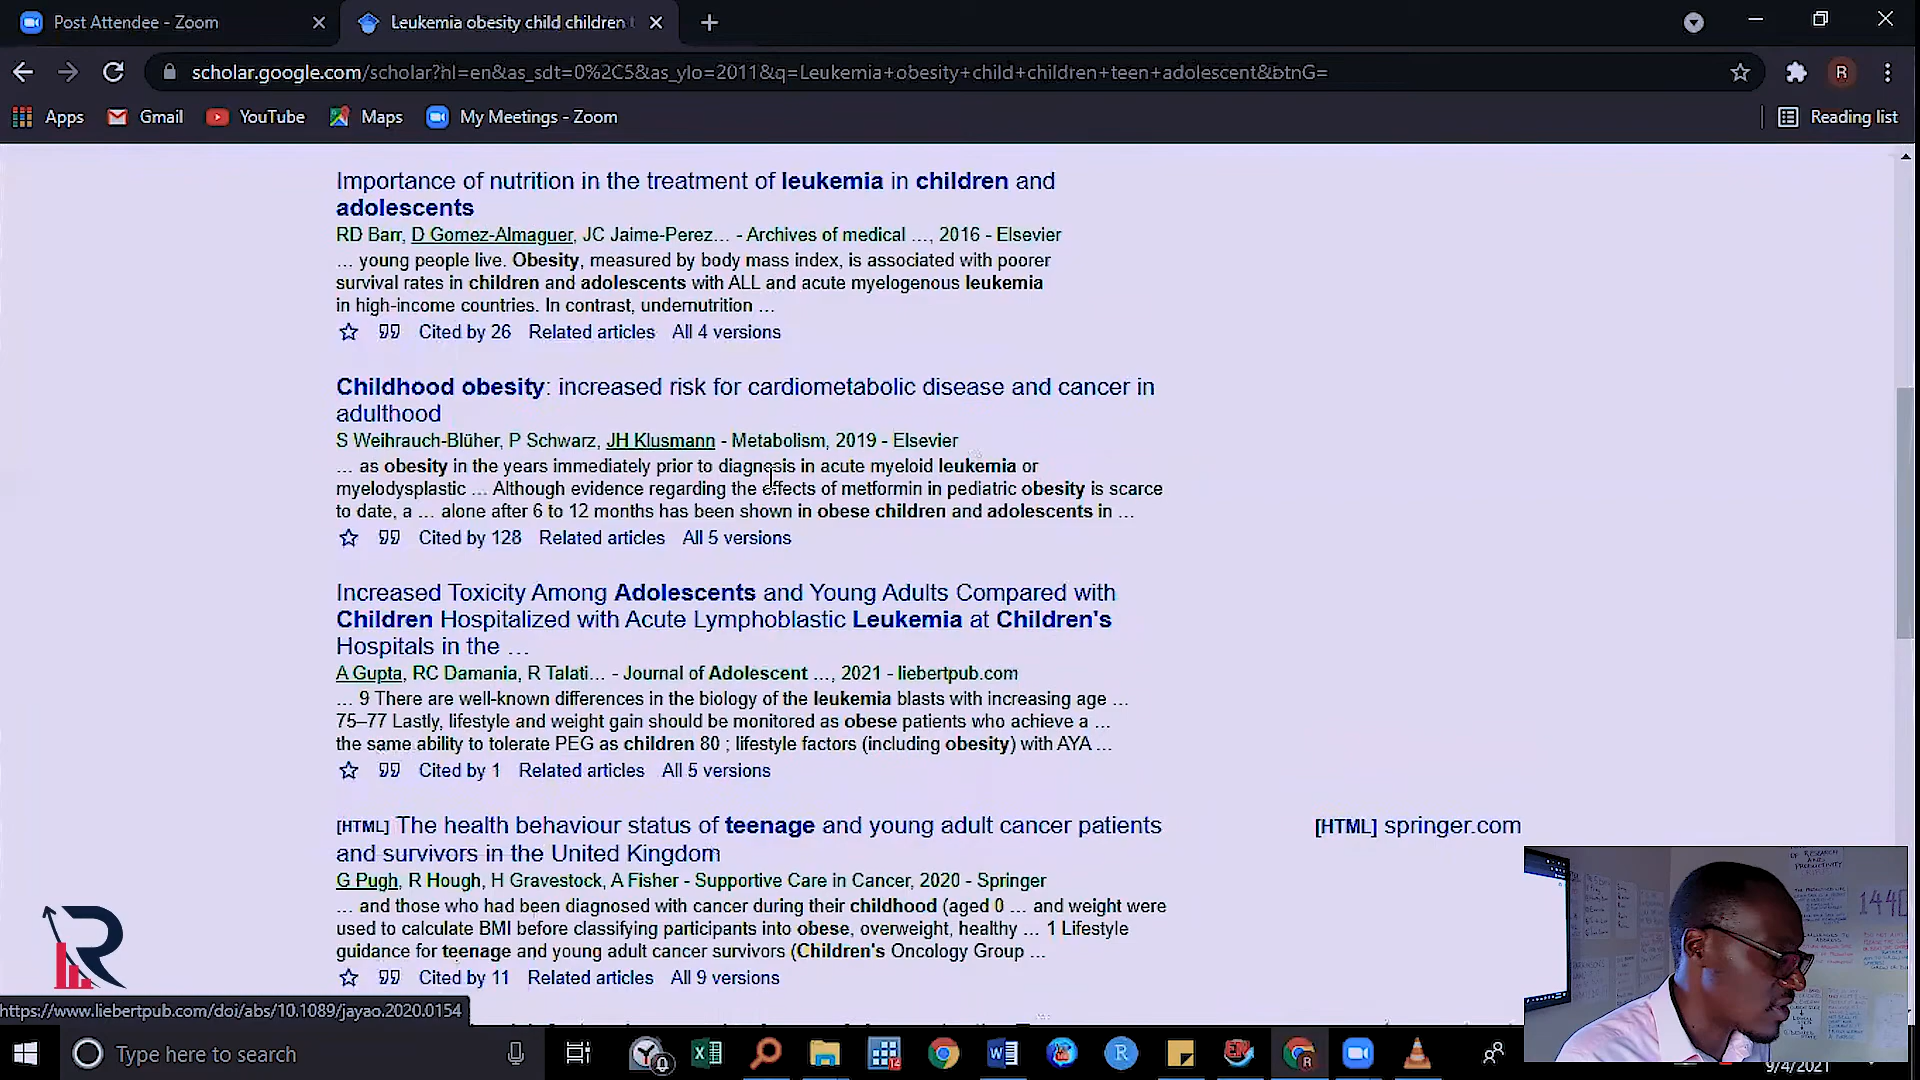 Post Attendee - Zoom
Leukemia obesity child children
scholar.google.com/scholar?hl=en&as_sdt=0%2C5&as_ylo=2011&q=Leukemia+obesity+child+children+teen+adolescent&btnG=
R
Apps Gmail YouTube Maps My Meetings - Zoom Reading list
Importance of nutrition in the treatment of leukemia in children and
adolescents
RD Barr, D Gomez-Almaguer, JC Jaime-Perez… - Archives of medical …, 2016 - Elsevier
… young people live. Obesity, measured by body mass index, is associated with poorer
survival rates in children and adolescents with ALL and acute myelogenous leukemia
in high-income countries. In contrast, undernutrition …
Cited by 26 Related articles All 4 versions
Childhood obesity: increased risk for cardiometabolic disease and cancer in
adulthood
S Weihrauch-Blüher, P Schwarz, JH Klusmann - Metabolism, 2019 - Elsevier
… as obesity in the years immediately prior to diagnosis in acute myeloid leukemia or
myelodysplastic … Although evidence regarding the effects of metformin in pediatric obesity is scarce
to date, a … alone after 6 to 12 months has been shown in obese children and adolescents in …
Cited by 128 Related articles All 5 versions
Increased Toxicity Among Adolescents and Young Adults Compared with
Children Hospitalized with Acute Lymphoblastic Leukemia at Children's
Hospitals in the …
A Gupta, RC Damania, R Talati… - Journal of Adolescent …, 2021 - liebertpub.com
… 9 There are well-known differences in the biology of the leukemia blasts with increasing age …
75–77 Lastly, lifestyle and weight gain should be monitored as obese patients who achieve a …
the same ability to tolerate PEG as children 80 ; lifestyle factors (including obesity) with AYA …
Cited by 1 Related articles All 5 versions
[HTML] The health behaviour status of teenage and young adult cancer patients
and survivors in the United Kingdom
[HTML] springer.com
G Pugh, R Hough, H Gravestock, A Fisher - Supportive Care in Cancer, 2020 - Springer
… and those who had been diagnosed with cancer during their childhood (aged 0 … and weight were
used to calculate BMI before classifying participants into obese, overweight, healthy … 1 Lifestyle
guidance for teenage and young adult cancer survivors (Children's Oncology Group …
Cited by 11 Related articles All 9 versions
R
https://www.liebertpub.com/doi/abs/10.1089/jayao.2020.0154
1440
Type here to search
9/4/2021